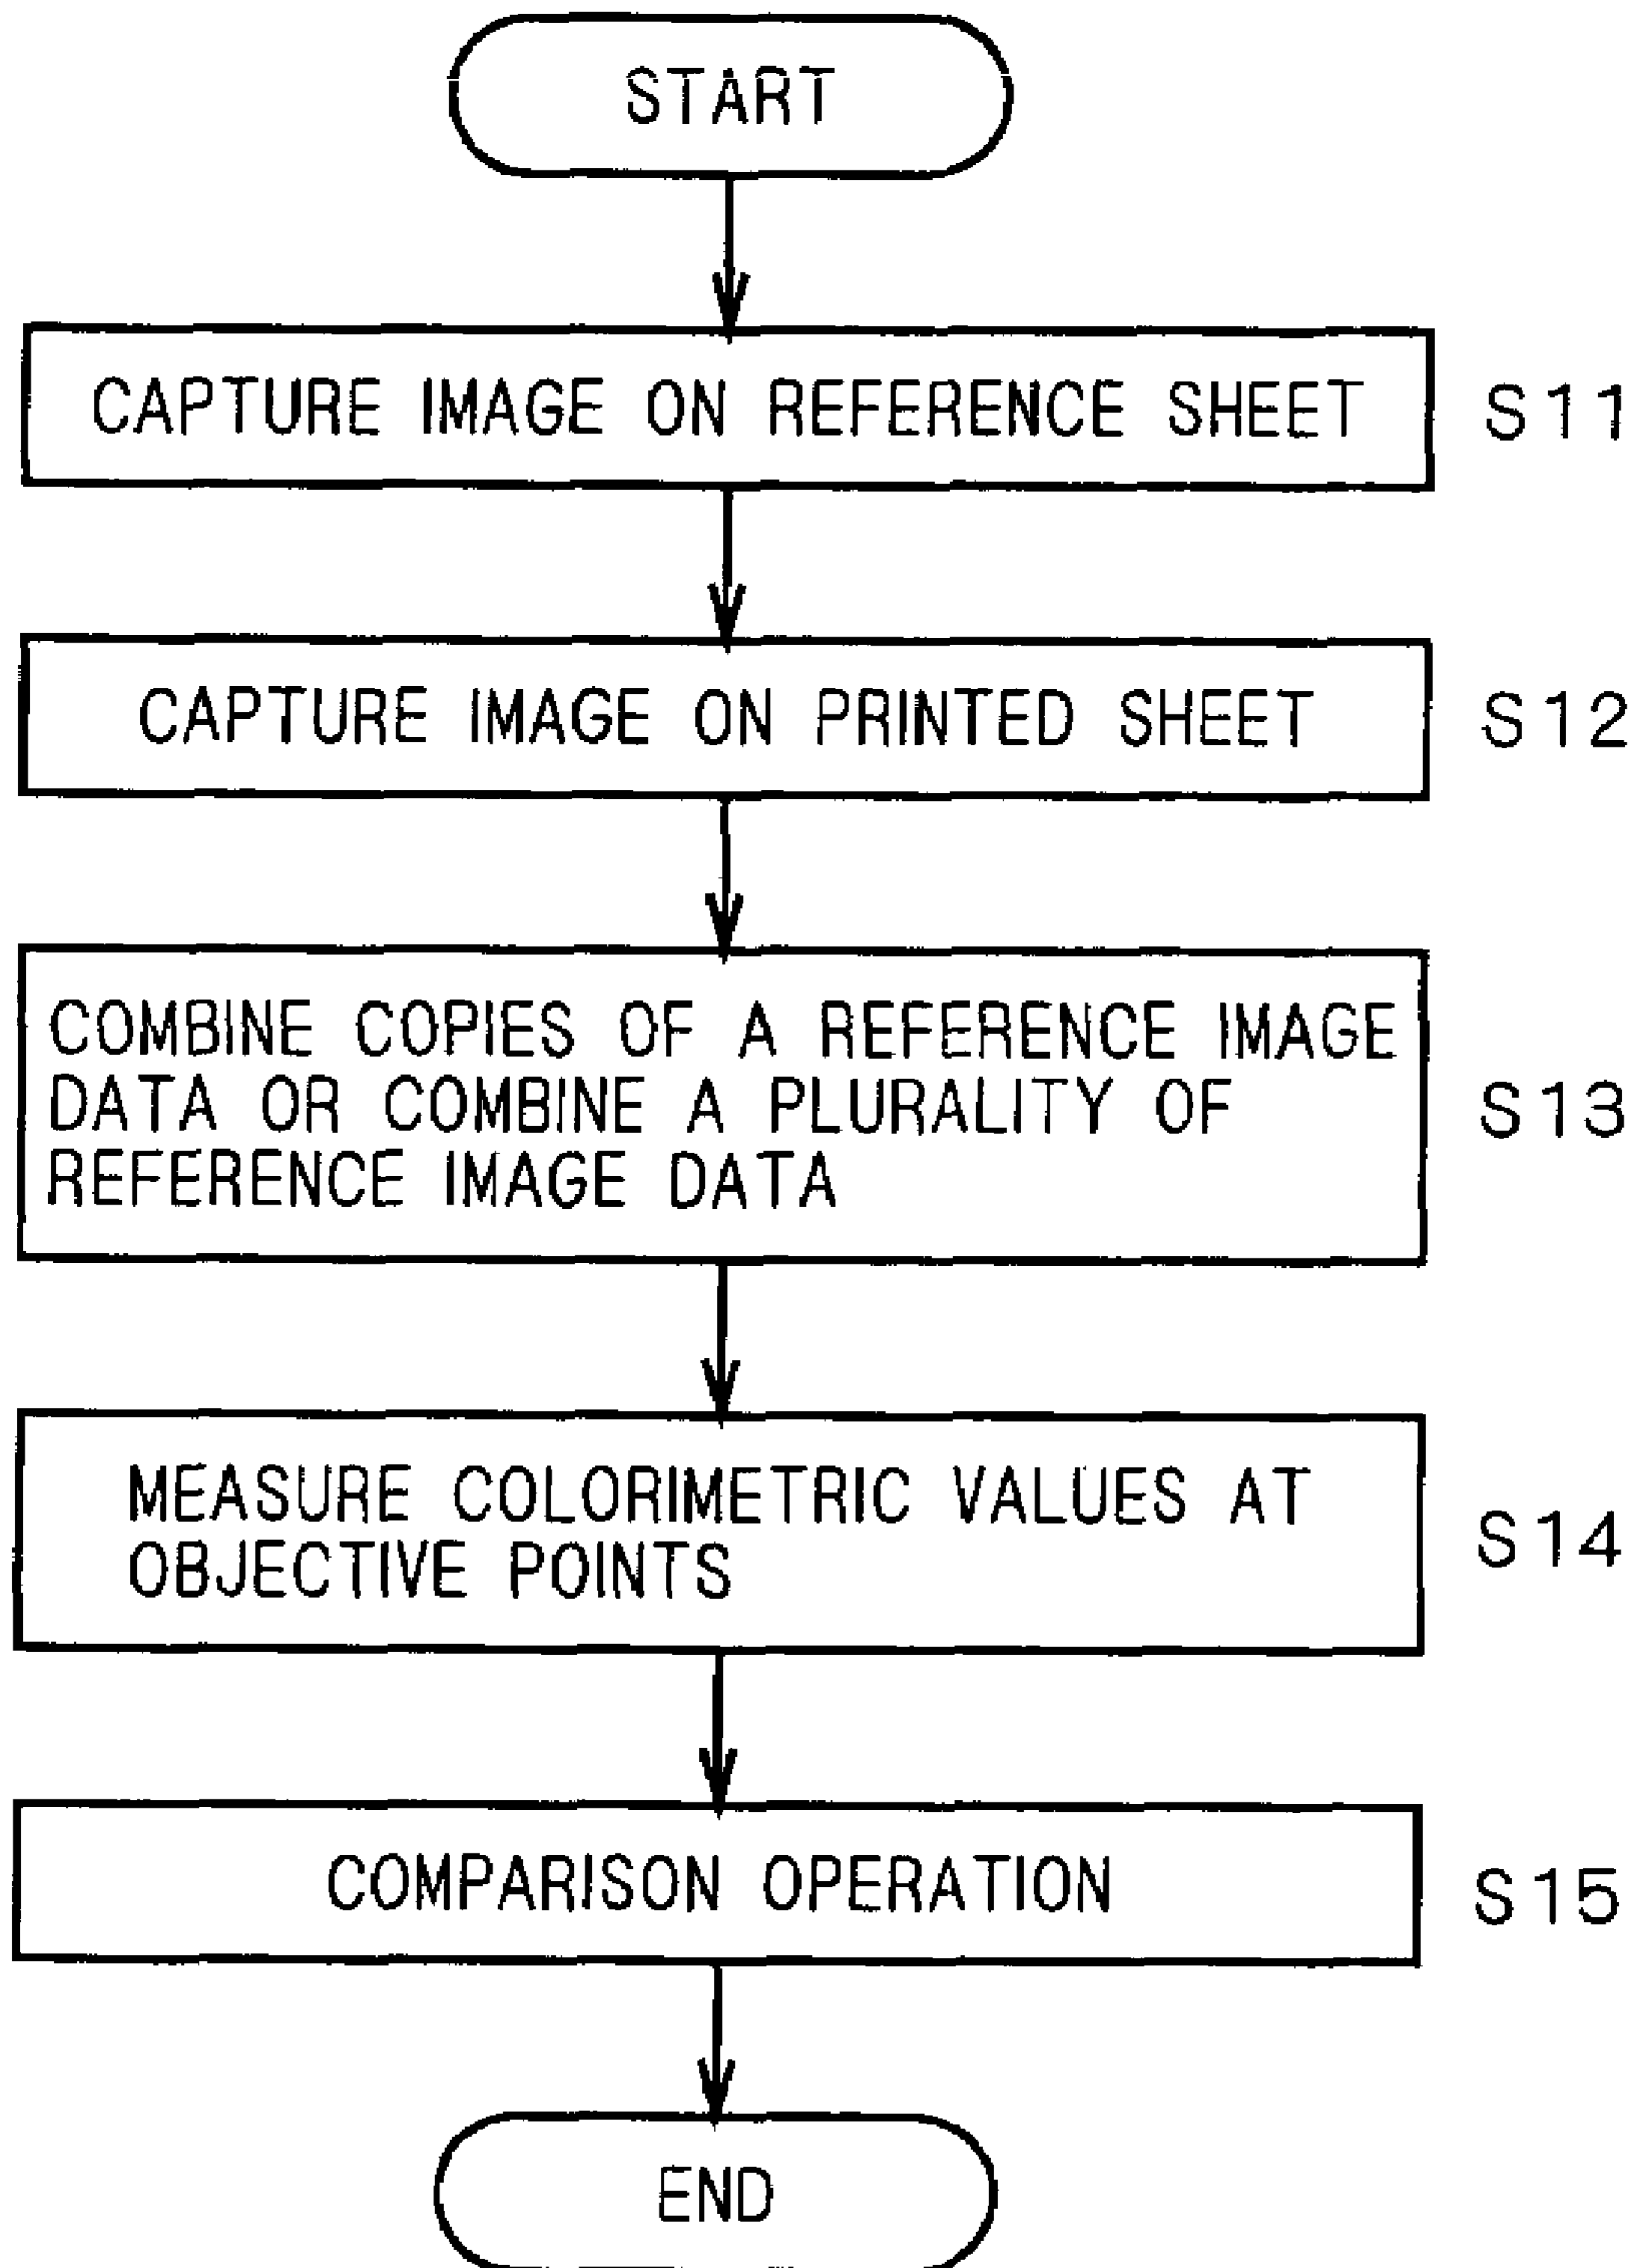 START
CAPTURE IMAGE ON REFERENCE SHEET S11
CAPTURE IMAGE ON PRINTED SHEET S12
COMBINE COPIES OF A REFERENCE IMAGE
DATA OR COMBINE A PLURALITY OF S13
REFERENCE IMAGE DATA
MEASURE COLORIMETRIC VALUES AT
OBJECTIVE POINTS S14
COMPARISON OPERATION S15
END